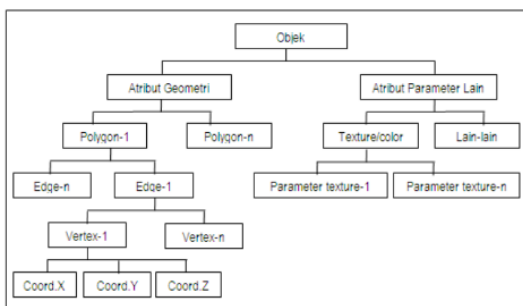 Objek
Atribut Geometri
Atribut Parameter Lain
Polygon-1
Polygon-n
Texture/color
Lain-lain
Edge-n
Edge-1
Parameter texture-1
Parameter texture-n
Vertex-1
Vertex-n
Coord.X
Coord.Y
Coord.Z